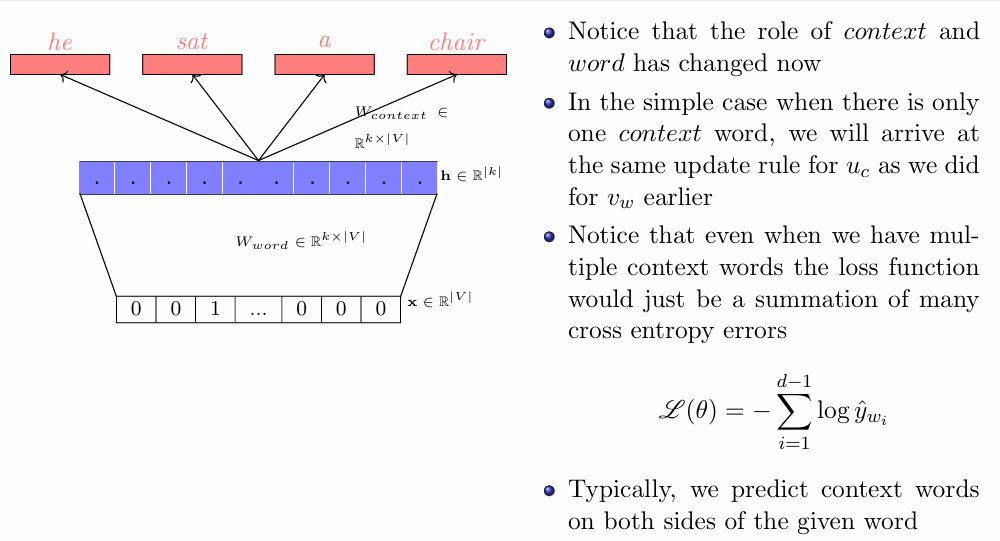 he sat a chair
W_{context} ∈
ℝ^{k×|V|}
. . . . . . . . . .
h ∈ ℝ^{|k|}
W_{word} ∈ ℝ^{k×|V|}
0 0 1 ... 0 0 0
x ∈ ℝ^{|V|}
Notice that the role of context and
word has changed now
In the simple case when there is only
one context word, we will arrive at
the same update rule for u_c as we did
for v_w earlier
Notice that even when we have mul-
tiple context words the loss function
would just be a summation of many
cross entropy errors
ℒ(θ) = − ∑_{i=1}^{d−1} log ŷ_{w_i}
Typically, we predict context words
on both sides of the given word